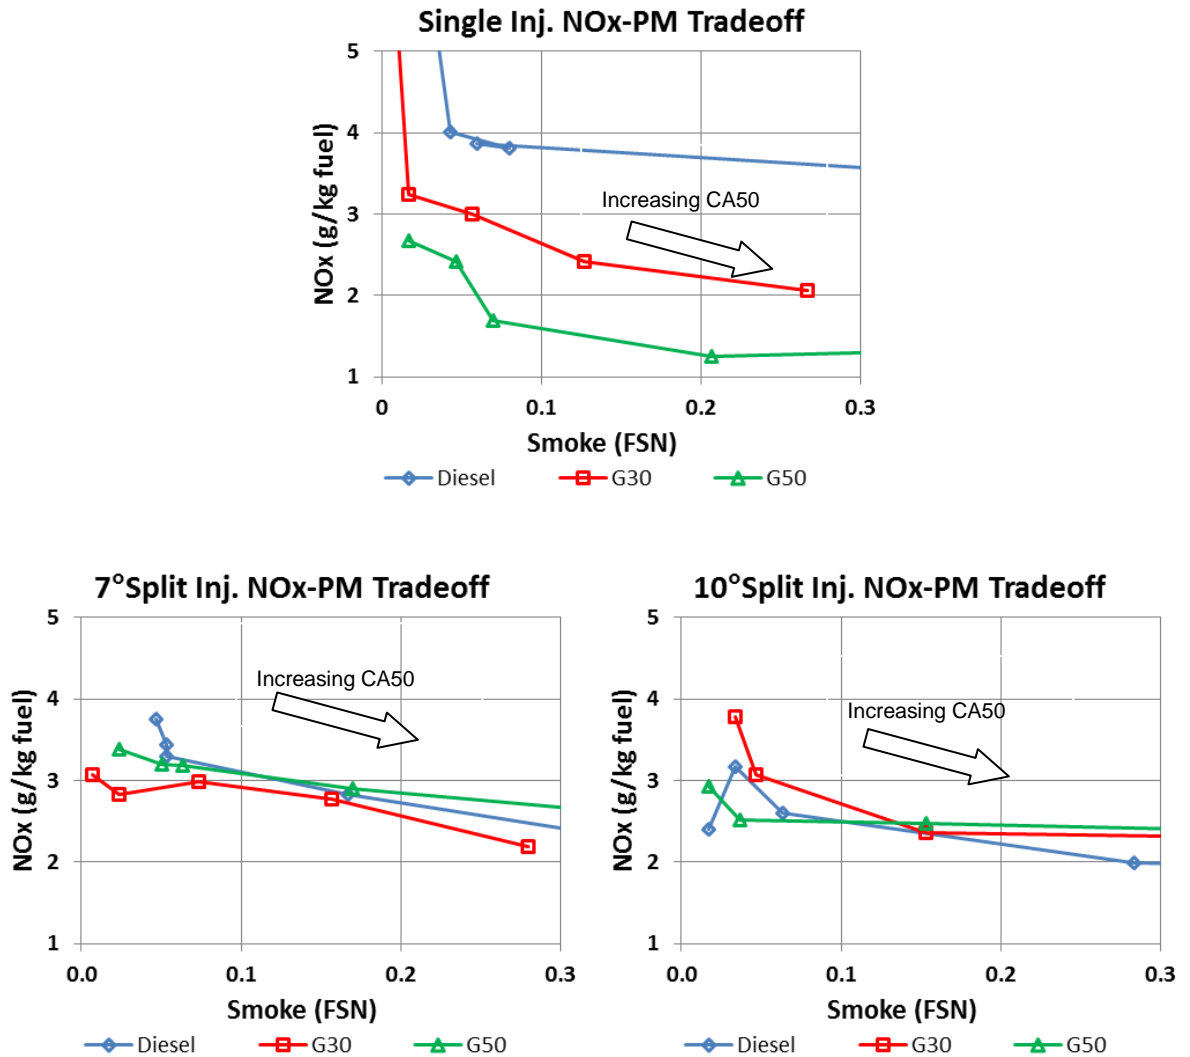 Single Inj. NOx-PM Tradeoff
5
4
3
2
1
NOx (g/kg fuel)
Increasing CA50
0 0.1 0.2 0.3
Smoke (FSN)
Diesel G30 G50
7°Split Inj. NOx-PM Tradeoff
5
4
3
2
1
NOx (g/kg fuel)
Increasing CA50
0.0 0.1 0.2 0.3
Smoke (FSN)
Diesel G30 G50
10°Split Inj. NOx-PM Tradeoff
5
4
3
2
1
NOx (g/kg fuel)
Increasing CA50
0.0 0.1 0.2 0.3
Smoke (FSN)
Diesel G30 G50